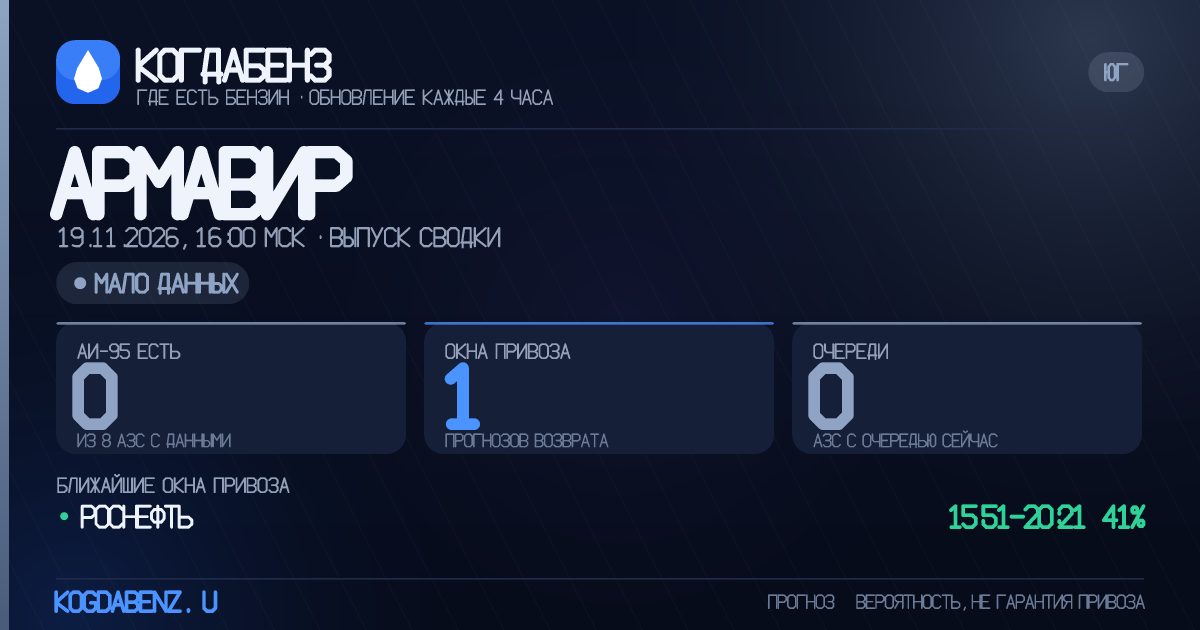 КОГДАБЕНЗ
ГДЕ ЕСТЬ БЕНЗИН · ОБНОВЛЕНИЕ КАЖДЫЕ 4 ЧАСА
ЮГ
АРМАВИР
19.11.2026, 16:00 МСК · ВЫПУСК СВОДКИ
МАЛО ДАННЫХ
АИ-95 ЕСТЬ
0
ИЗ 8 АЗС С ДАННЫМИ
ОКНА ПРИВОЗА
1
ПРОГНОЗОВ ВОЗВРАТА
ОЧЕРЕДИ
0
АЗС С ОЧЕРЕДЬЮ СЕЙЧАС
БЛИЖАЙШИЕ ОКНА ПРИВОЗА
• РОСНЕФТЬ
15:51–20:21 41%
KOGDABENZ. U
ПРОГНОЗ ВЕРОЯТНОСТЬ, НЕ ГАРАНТИЯ ПРИВОЗА